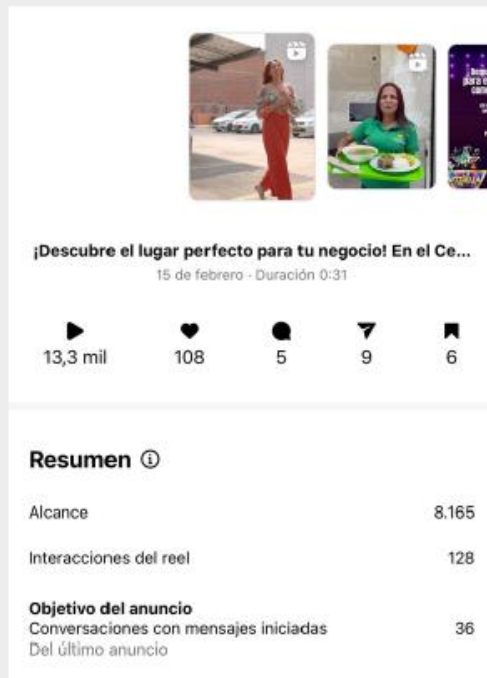 ¡Descubre el lugar perfecto para tu negocio! En el Ce...
15 de febrero · Duración 0:31
13,3 mil
108
5
9
6
Resumen
Alcance
8.165
Interacciones del reel
128
Objetivo del anuncio
Conversaciones con mensajes iniciadas
36
Del último anuncio